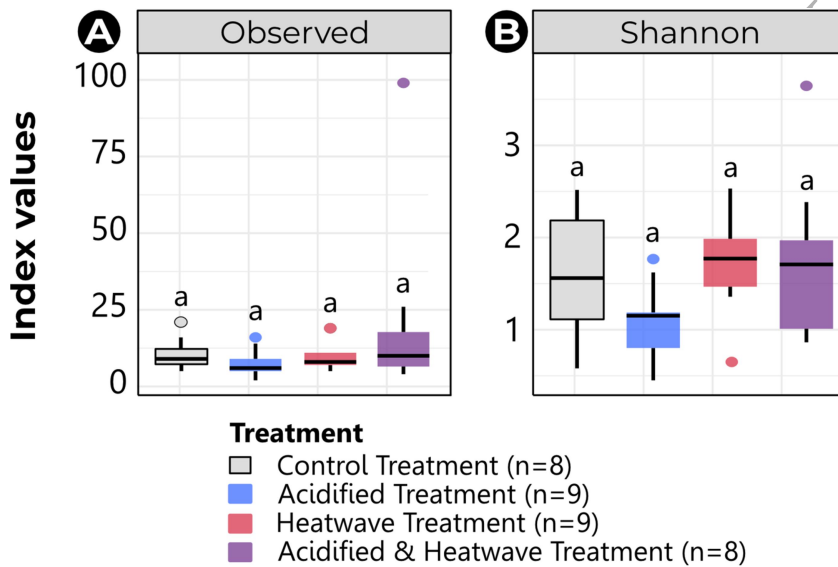 A Observed
B Shannon
Index values
100
75
50
25
0
a a a a
3
2
1
a a a a
Treatment
Control Treatment (n=8)
Acidified Treatment (n=9)
Heatwave Treatment (n=9)
Acidified & Heatwave Treatment (n=8)